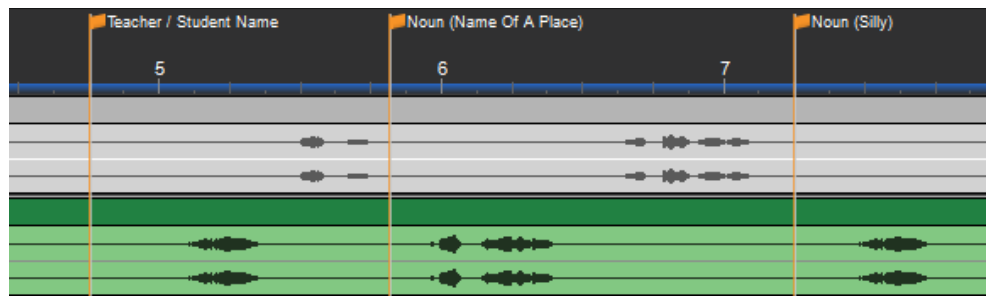 Teacher / Student Name
Noun (Name Of A Place)
Noun (Silly)
5
6
7